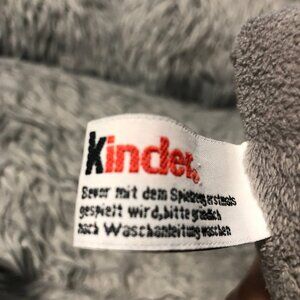 Kinder
Bevor mit dem Spielzeug erstmals
gespielt wird, bitte gründlich
nach Waschanleitung waschen